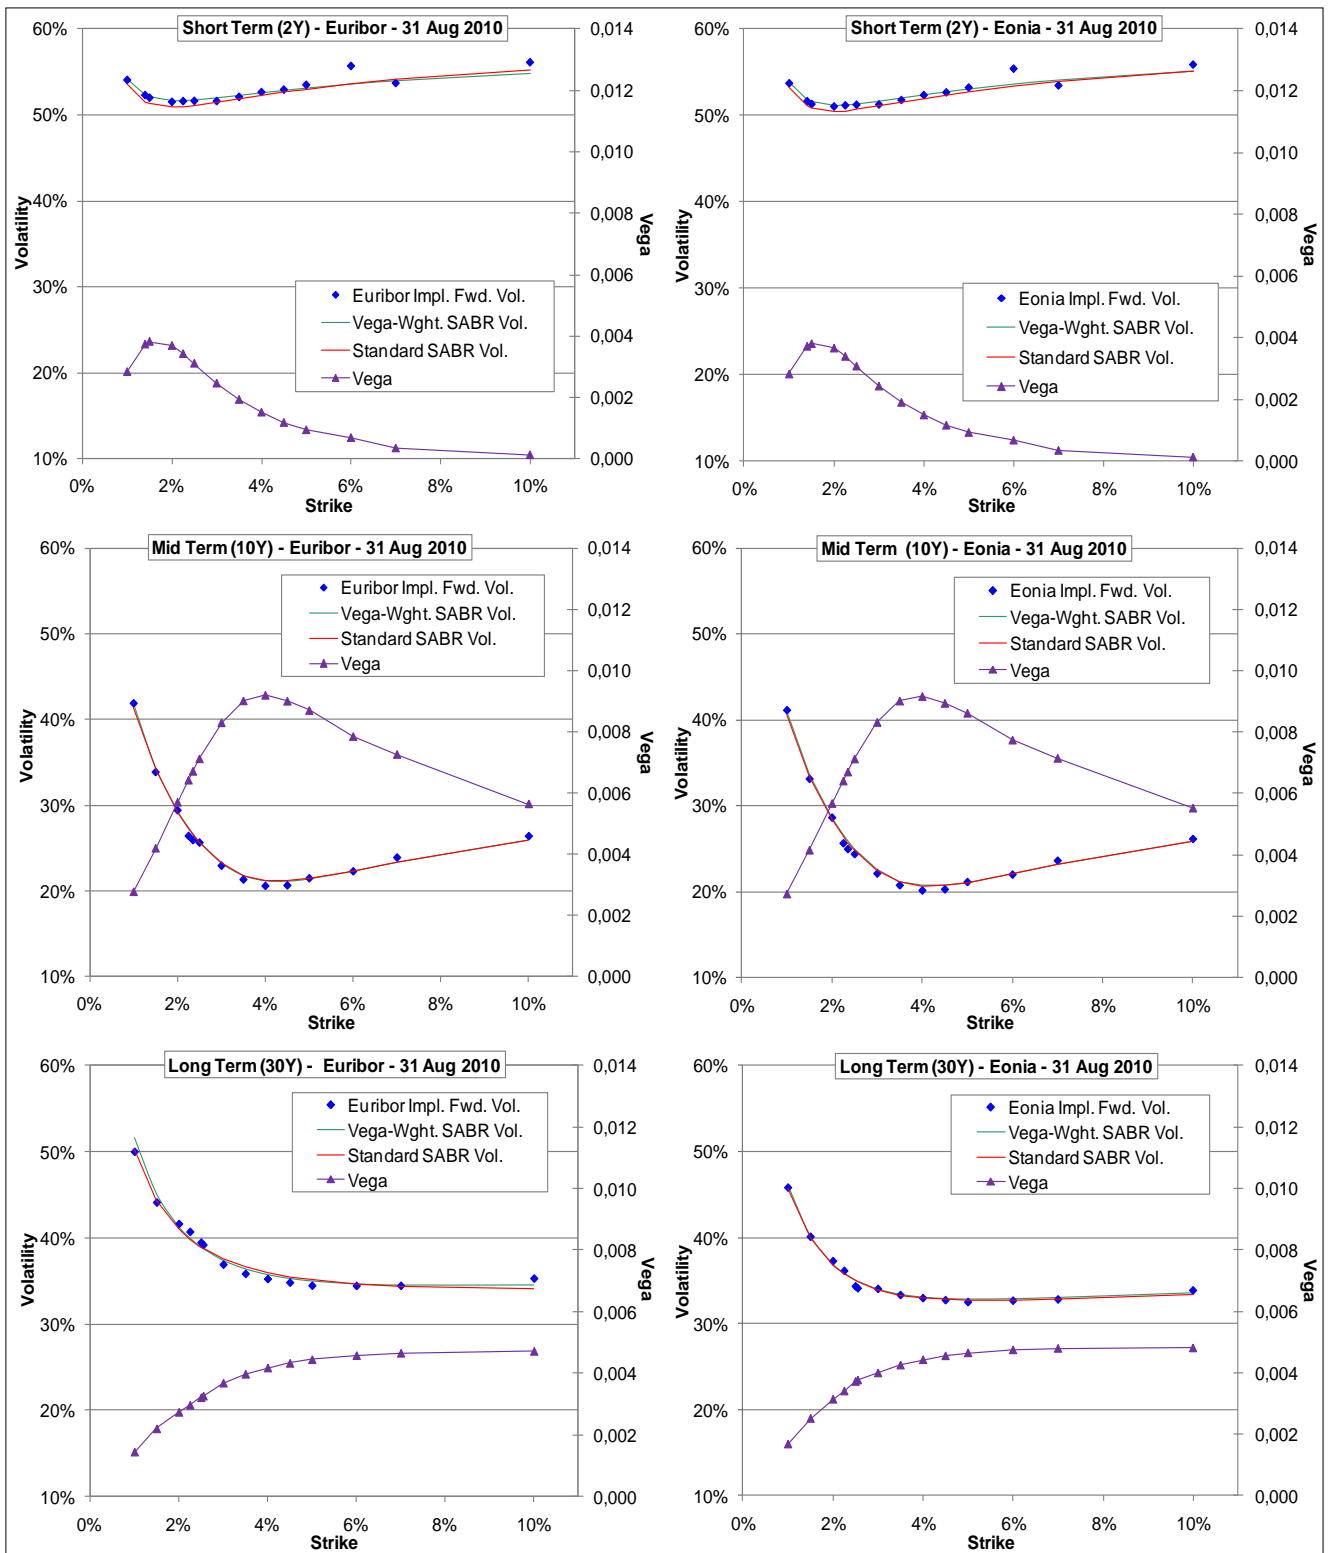 Short Term (2Y) - Euribor - 31 Aug 2010
60%
50%
40%
30%
20%
10%
0,014
0,012
0,010
0,008
0,006
0,004
0,002
0,000
Volatility
Vega
Euribor Impl. Fwd. Vol.
Vega-Wght. SABR Vol.
Standard SABR Vol.
Vega
0% 2% 4% 6% 8% 10%
Strike
Short Term (2Y) - Eonia - 31 Aug 2010
60%
50%
40%
30%
20%
10%
0,014
0,012
0,010
0,008
0,006
0,004
0,002
0,000
Volatility
Vega
Eonia Impl. Fwd. Vol.
Vega-Wght. SABR Vol.
Standard SABR Vol.
Vega
0% 2% 4% 6% 8% 10%
Strike
Mid Term (10Y) - Euribor - 31 Aug 2010
60%
50%
40%
30%
20%
10%
0,014
0,012
0,010
0,008
0,006
0,004
0,002
0,000
Volatility
Vega
Euribor Impl. Fwd. Vol.
Vega-Wght. SABR Vol.
Standard SABR Vol.
Vega
0% 2% 4% 6% 8% 10%
Strike
Mid Term (10Y) - Eonia - 31 Aug 2010
60%
50%
40%
30%
20%
10%
0,014
0,012
0,010
0,008
0,006
0,004
0,002
0,000
Volatility
Vega
Eonia Impl. Fwd. Vol.
Vega-Wght. SABR Vol.
Standard SABR Vol.
Vega
0% 2% 4% 6% 8% 10%
Strike
Long Term (30Y) - Euribor - 31 Aug 2010
60%
50%
40%
30%
20%
10%
0,014
0,012
0,010
0,008
0,006
0,004
0,002
0,000
Volatility
Vega
Euribor Impl. Fwd. Vol.
Vega-Wght. SABR Vol.
Standard SABR Vol.
Vega
0% 2% 4% 6% 8% 10%
Strike
Long Term (30Y) - Eonia - 31 Aug 2010
60%
50%
40%
30%
20%
10%
0,014
0,012
0,010
0,008
0,006
0,004
0,002
0,000
Volatility
Vega
Eonia Impl. Fwd. Vol.
Vega-Wght. SABR Vol.
Standard SABR Vol.
Vega
0% 2% 4% 6% 8% 10%
Strike